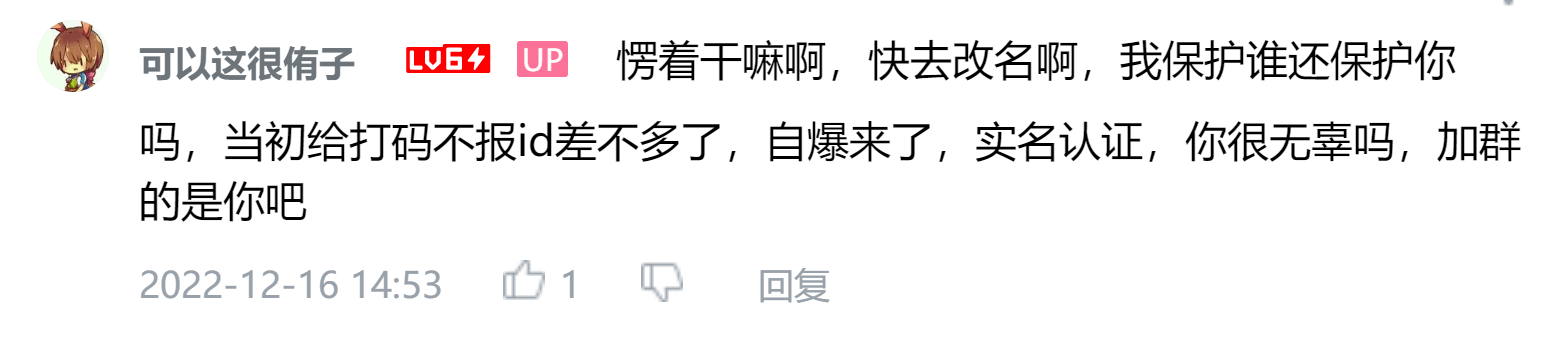 可以这很侑子 LV6 UP 愣着干嘛啊，快去改名啊，我保护谁还保护你
吗，当初给打码不报id差不多了，自爆来了，实名认证，你很无辜吗，加群
的是你吧
2022-12-16 14:53 1 回复